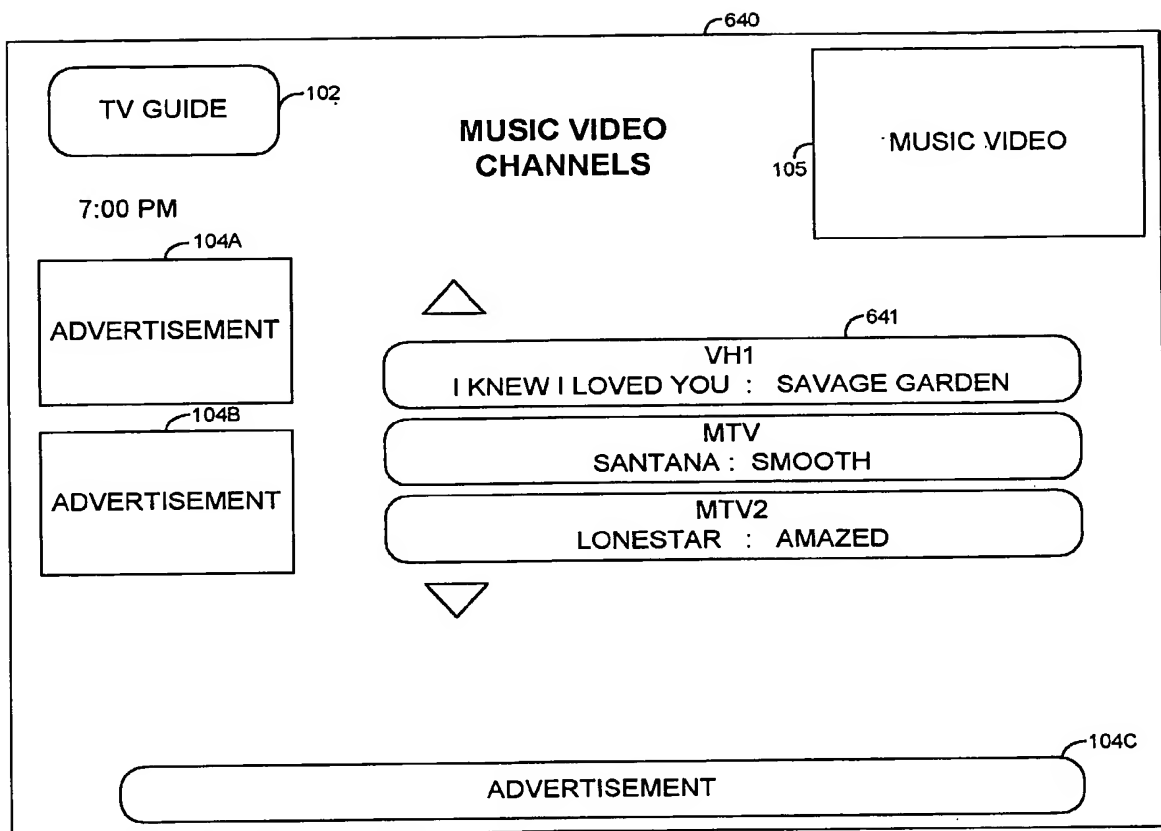 640
TV GUIDE
102
MUSIC VIDEO
CHANNELS
105
MUSIC VIDEO
7:00 PM
104A
ADVERTISEMENT
641
VH1
I KNEW I LOVED YOU : SAVAGE GARDEN
104B
ADVERTISEMENT
MTV
SANTANA : SMOOTH
MTV2
LONESTAR : AMAZED
104C
ADVERTISEMENT